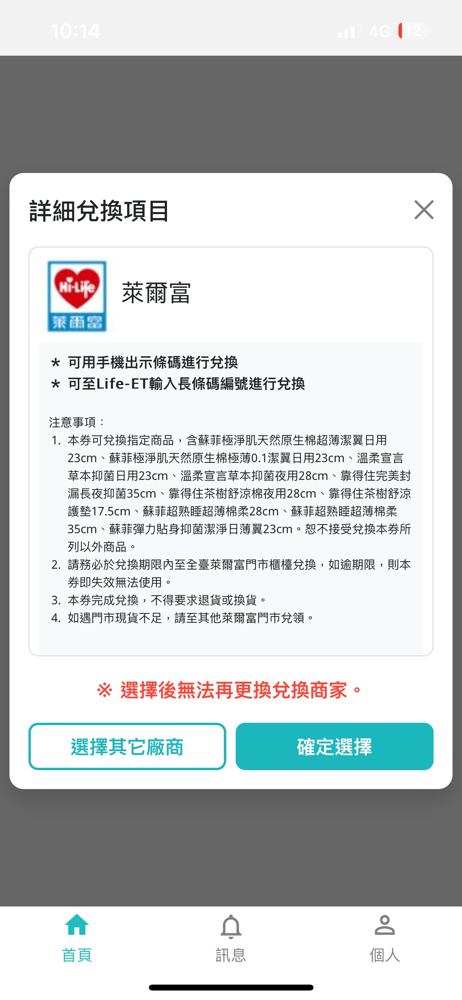 10:14
4G
12
詳細兌換項目
Hi-Life
萊爾富
萊爾富
* 可用手機出示條碼進行兌換
* 可至Life-ET輸入長條碼編號進行兌換
注意事項：
1. 本券可兌換指定商品，含蘇菲極淨肌天然原生棉超薄潔翼日用
23cm、蘇菲極淨肌天然原生棉極薄0.1潔翼日用23cm、溫柔宣言
草本抑菌日用23cm、溫柔宣言草本抑菌夜用28cm、靠得住完美封
漏長夜抑菌35cm、靠得住茶樹舒涼棉夜用28cm、靠得住茶樹舒涼
護墊17.5cm、蘇菲超熟睡超薄棉柔28cm、蘇菲超熟睡超薄棉柔
35cm、蘇菲彈力貼身抑菌潔淨日薄翼23cm。恕不接受兌換本券所
列以外商品。
2. 請務必於兌換期限內至全臺萊爾富門市櫃檯兌換，如逾期限，則本
券即失效無法使用。
3. 本券完成兌換，不得要求退貨或換貨。
4. 如遇門市現貨不足，請至其他萊爾富門市兌領。
※ 選擇後無法再更換兌換商家。
選擇其它廠商
確定選擇
首頁
訊息
個人